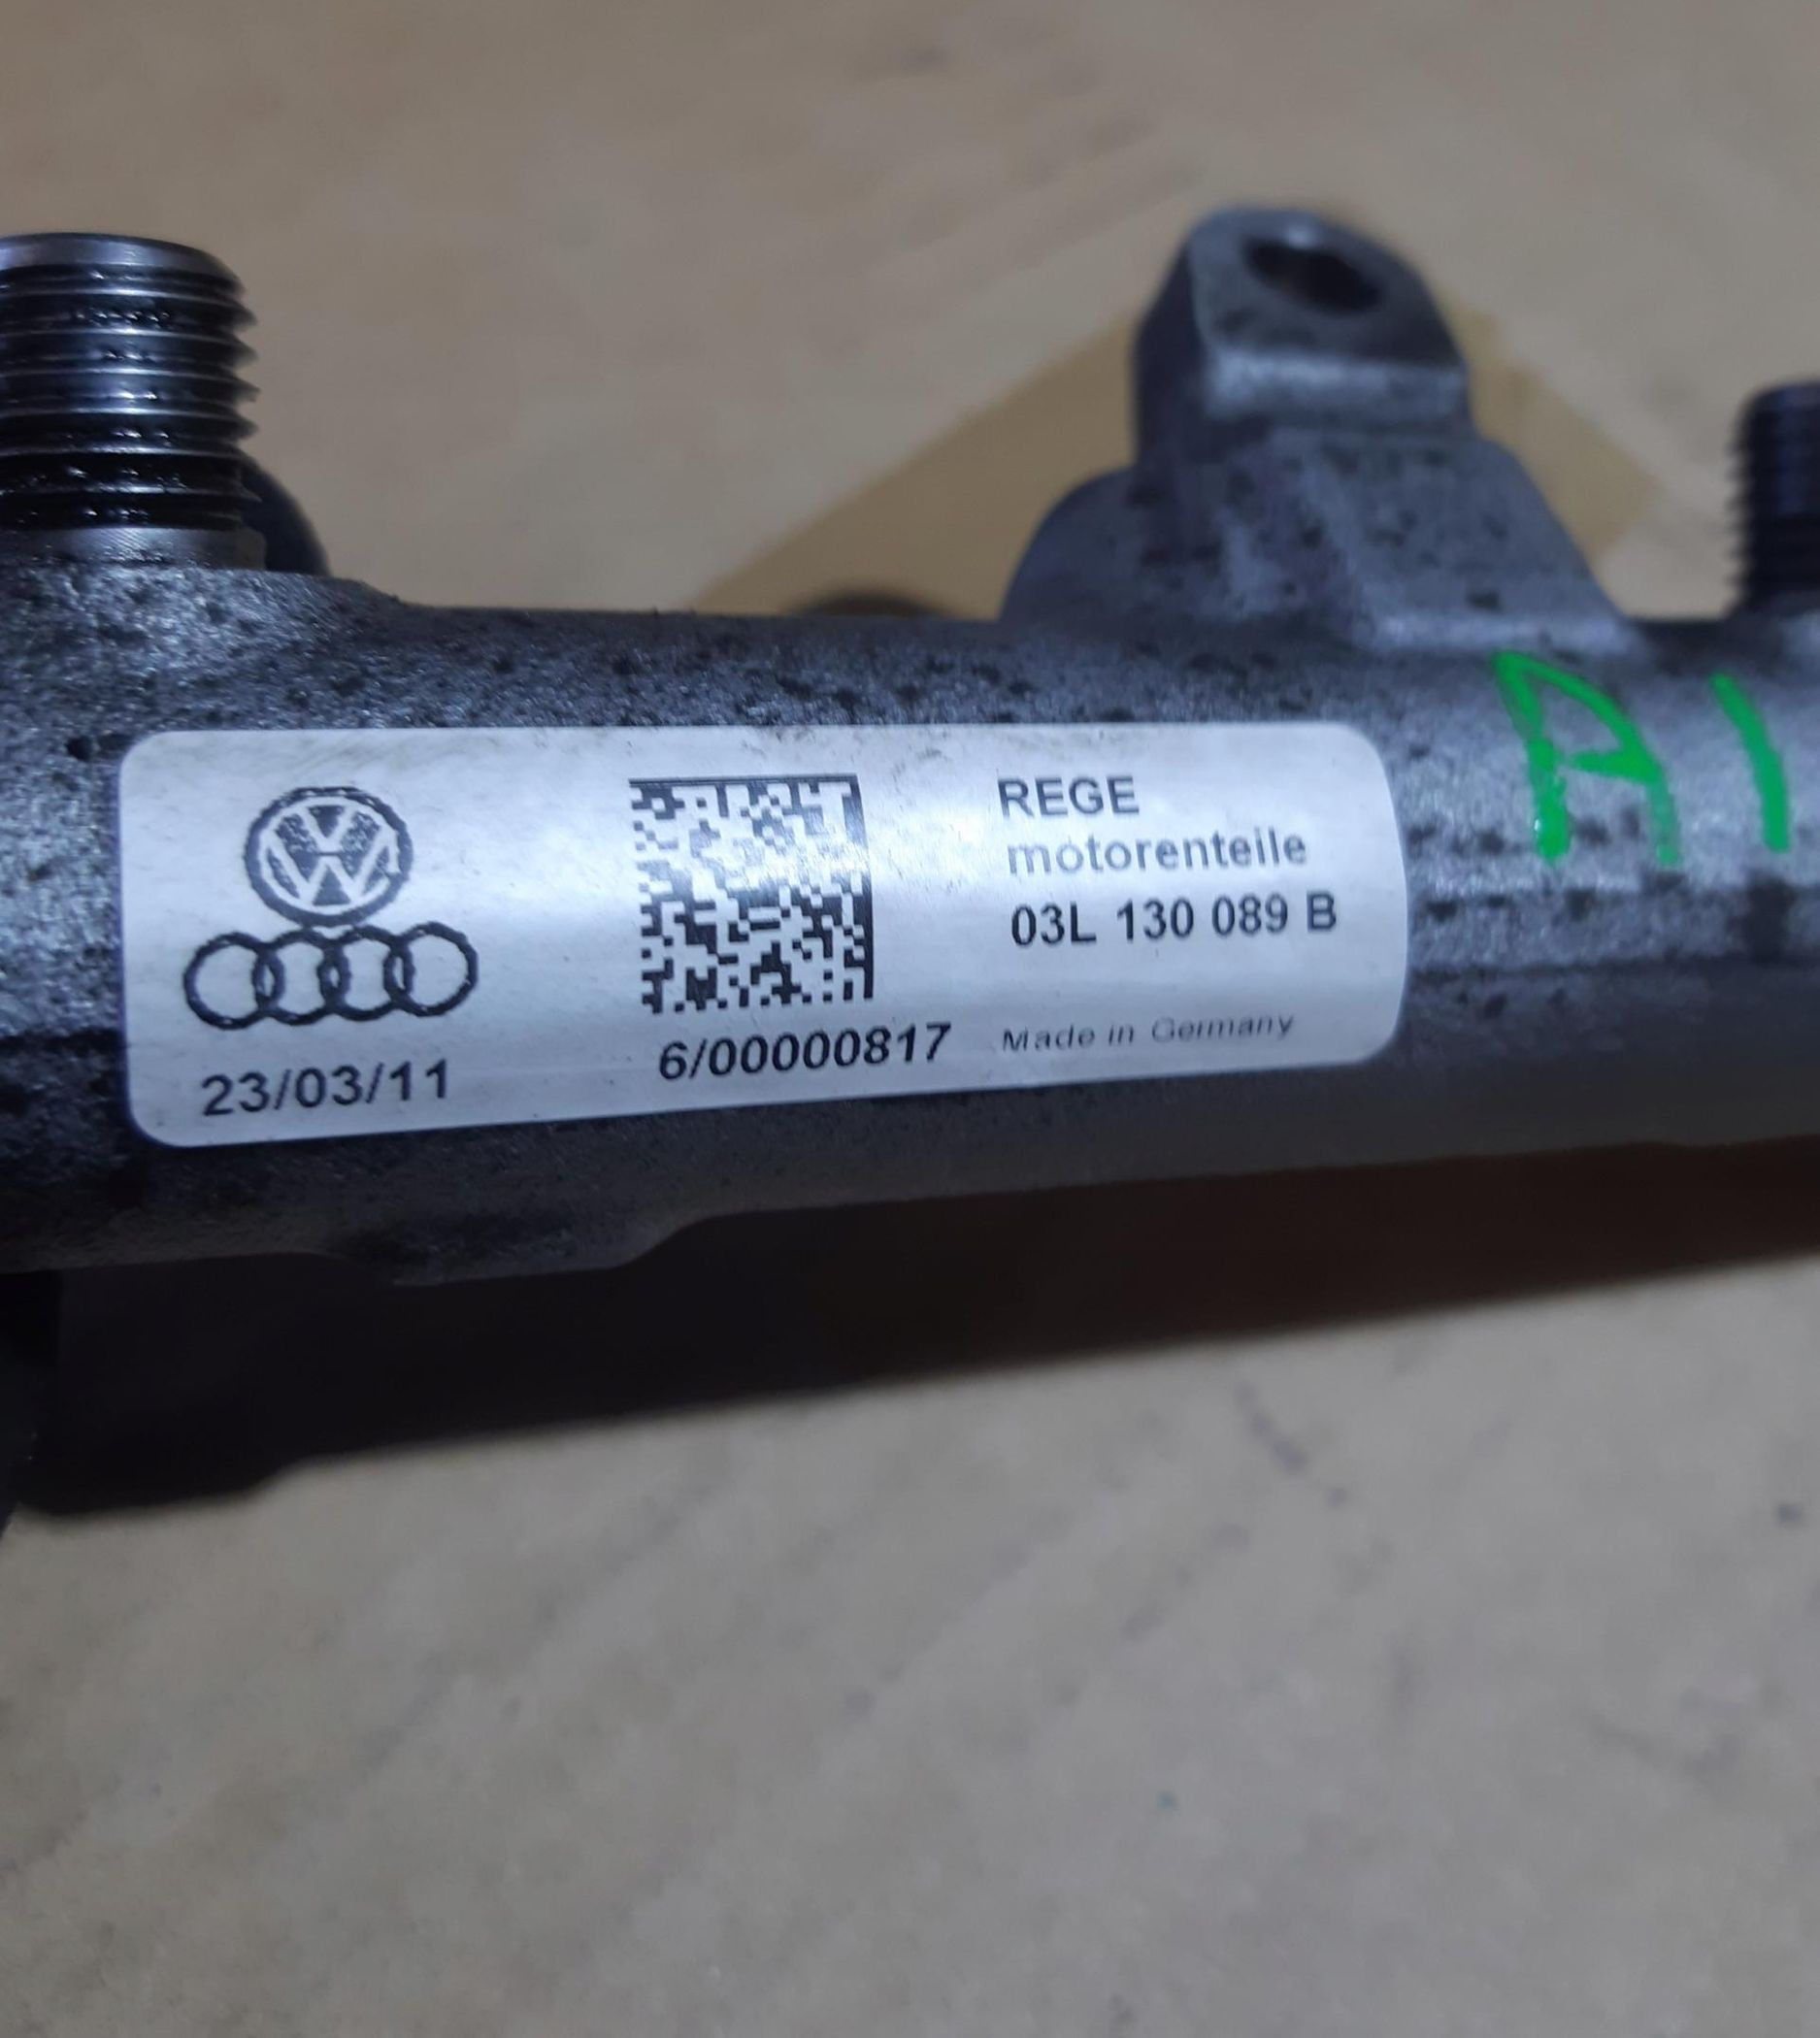 REGE
motorenteile
03L 130 089 B
Made in Germany
23/03/11
6/00000817
A1